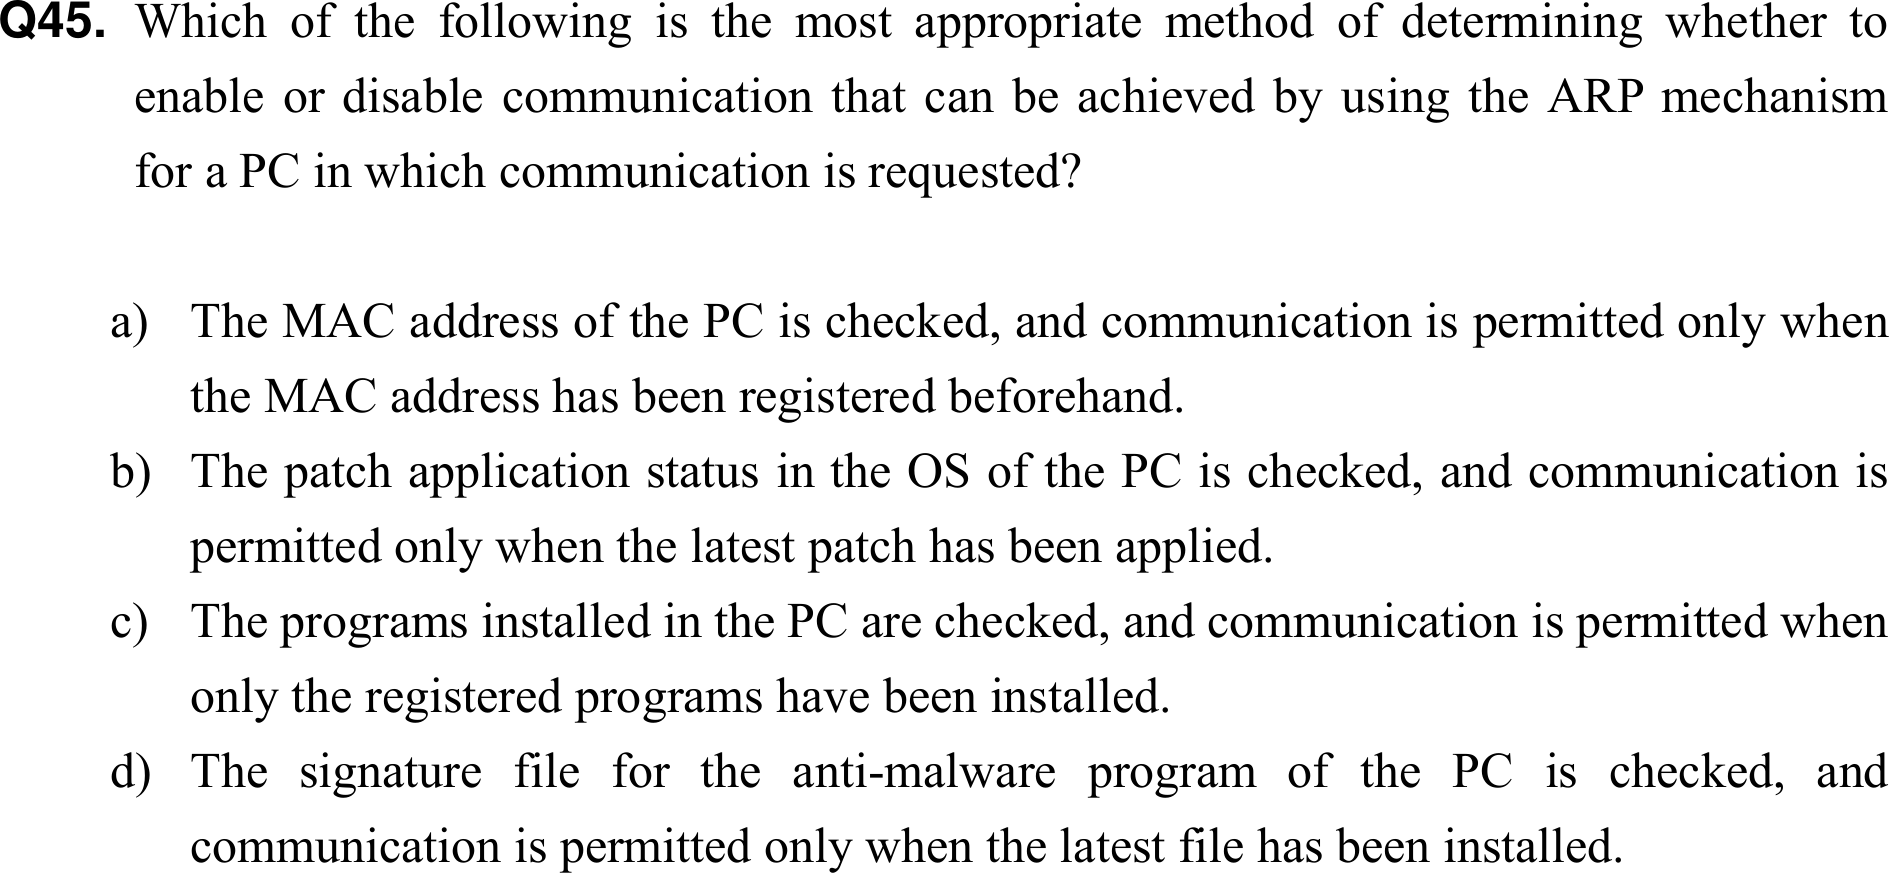 Q45. Which of the following is the most appropriate method of determining whether to
enable or disable communication that can be achieved by using the ARP mechanism
for a PC in which communication is requested?
a) The MAC address of the PC is checked, and communication is permitted only when
the MAC address has been registered beforehand.
b) The patch application status in the OS of the PC is checked, and communication is
permitted only when the latest patch has been applied.
c) The programs installed in the PC are checked, and communication is permitted when
only the registered programs have been installed.
d) The signature file for the anti-malware program of the PC is checked, and
communication is permitted only when the latest file has been installed.